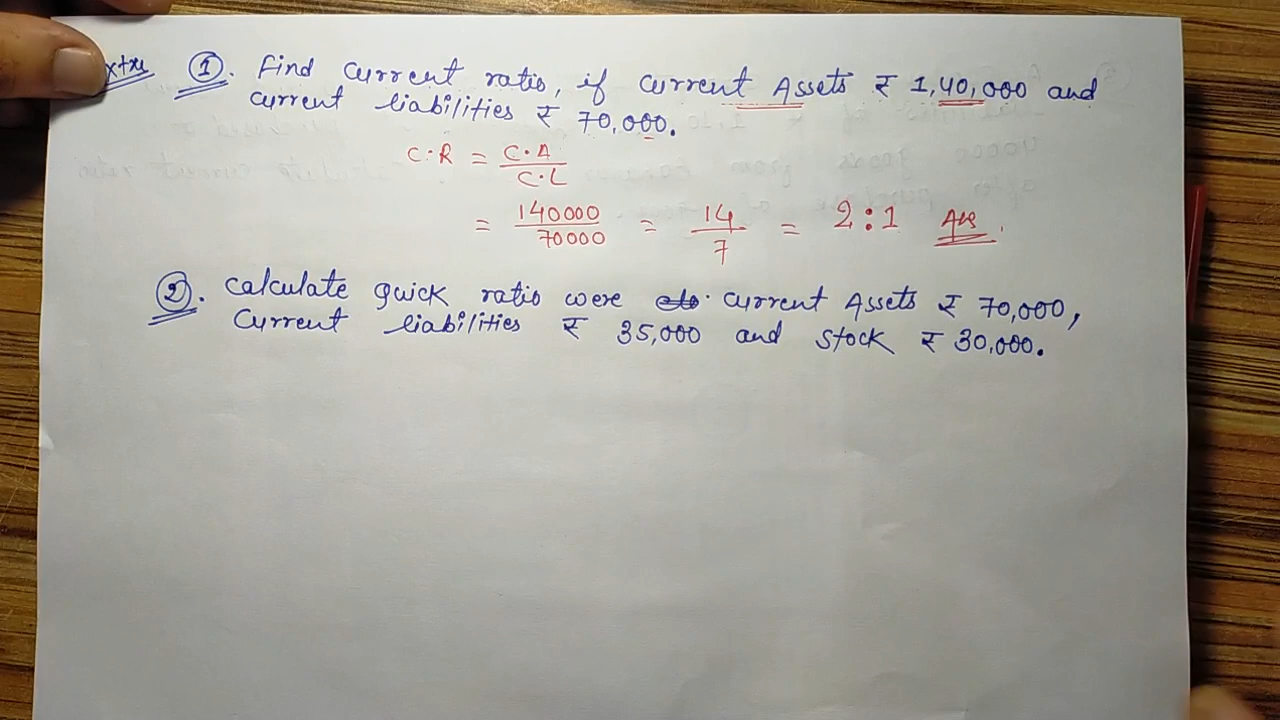 ①. Find current ratio, if current Assets ₹ 1,40,000 and
current liabilities ₹ 70,000.
C.R = C.A / C.L
= 140000 / 70000 = 14 / 7 = 2:1 Ans.
②. Calculate quick ratio were current Assets ₹ 70,000,
Current liabilities ₹ 35,000 and stock ₹ 30,000.